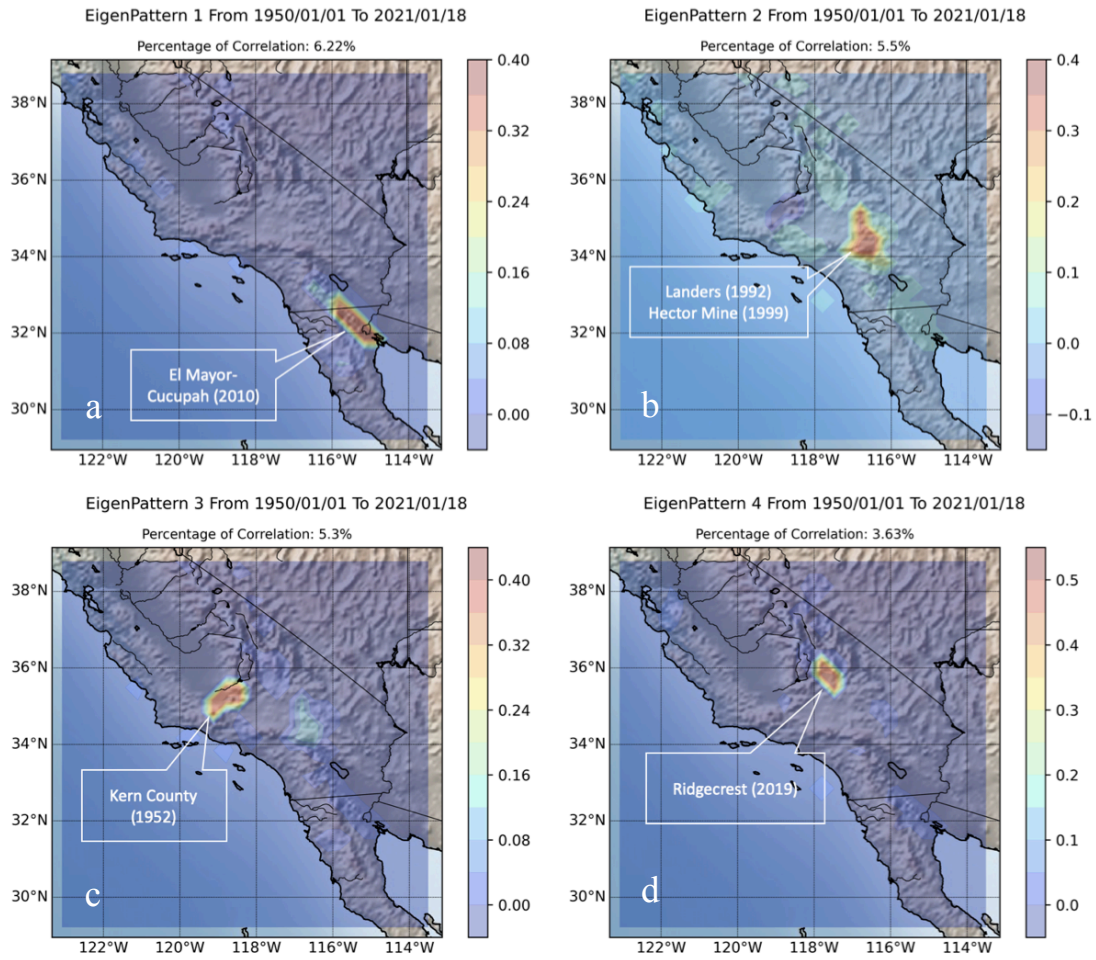 EigenPattern 1 From 1950/01/01 To 2021/01/18
Percentage of Correlation: 6.22%
38°N
36°N
34°N
32°N
30°N
122°W 120°W 118°W 116°W 114°W
0.40
0.32
0.24
0.16
0.08
0.00
El Mayor-
Cucupah (2010)
a
EigenPattern 2 From 1950/01/01 To 2021/01/18
Percentage of Correlation: 5.5%
38°N
36°N
34°N
32°N
30°N
122°W 120°W 118°W 116°W 114°W
0.4
0.3
0.2
0.1
0.0
−0.1
Landers (1992)
Hector Mine (1999)
b
EigenPattern 3 From 1950/01/01 To 2021/01/18
Percentage of Correlation: 5.3%
38°N
36°N
34°N
32°N
30°N
122°W 120°W 118°W 116°W 114°W
0.40
0.32
0.24
0.16
0.08
0.00
Kern County
(1952)
c
EigenPattern 4 From 1950/01/01 To 2021/01/18
Percentage of Correlation: 3.63%
38°N
36°N
34°N
32°N
30°N
122°W 120°W 118°W 116°W 114°W
0.5
0.4
0.3
0.2
0.1
0.0
Ridgecrest (2019)
d